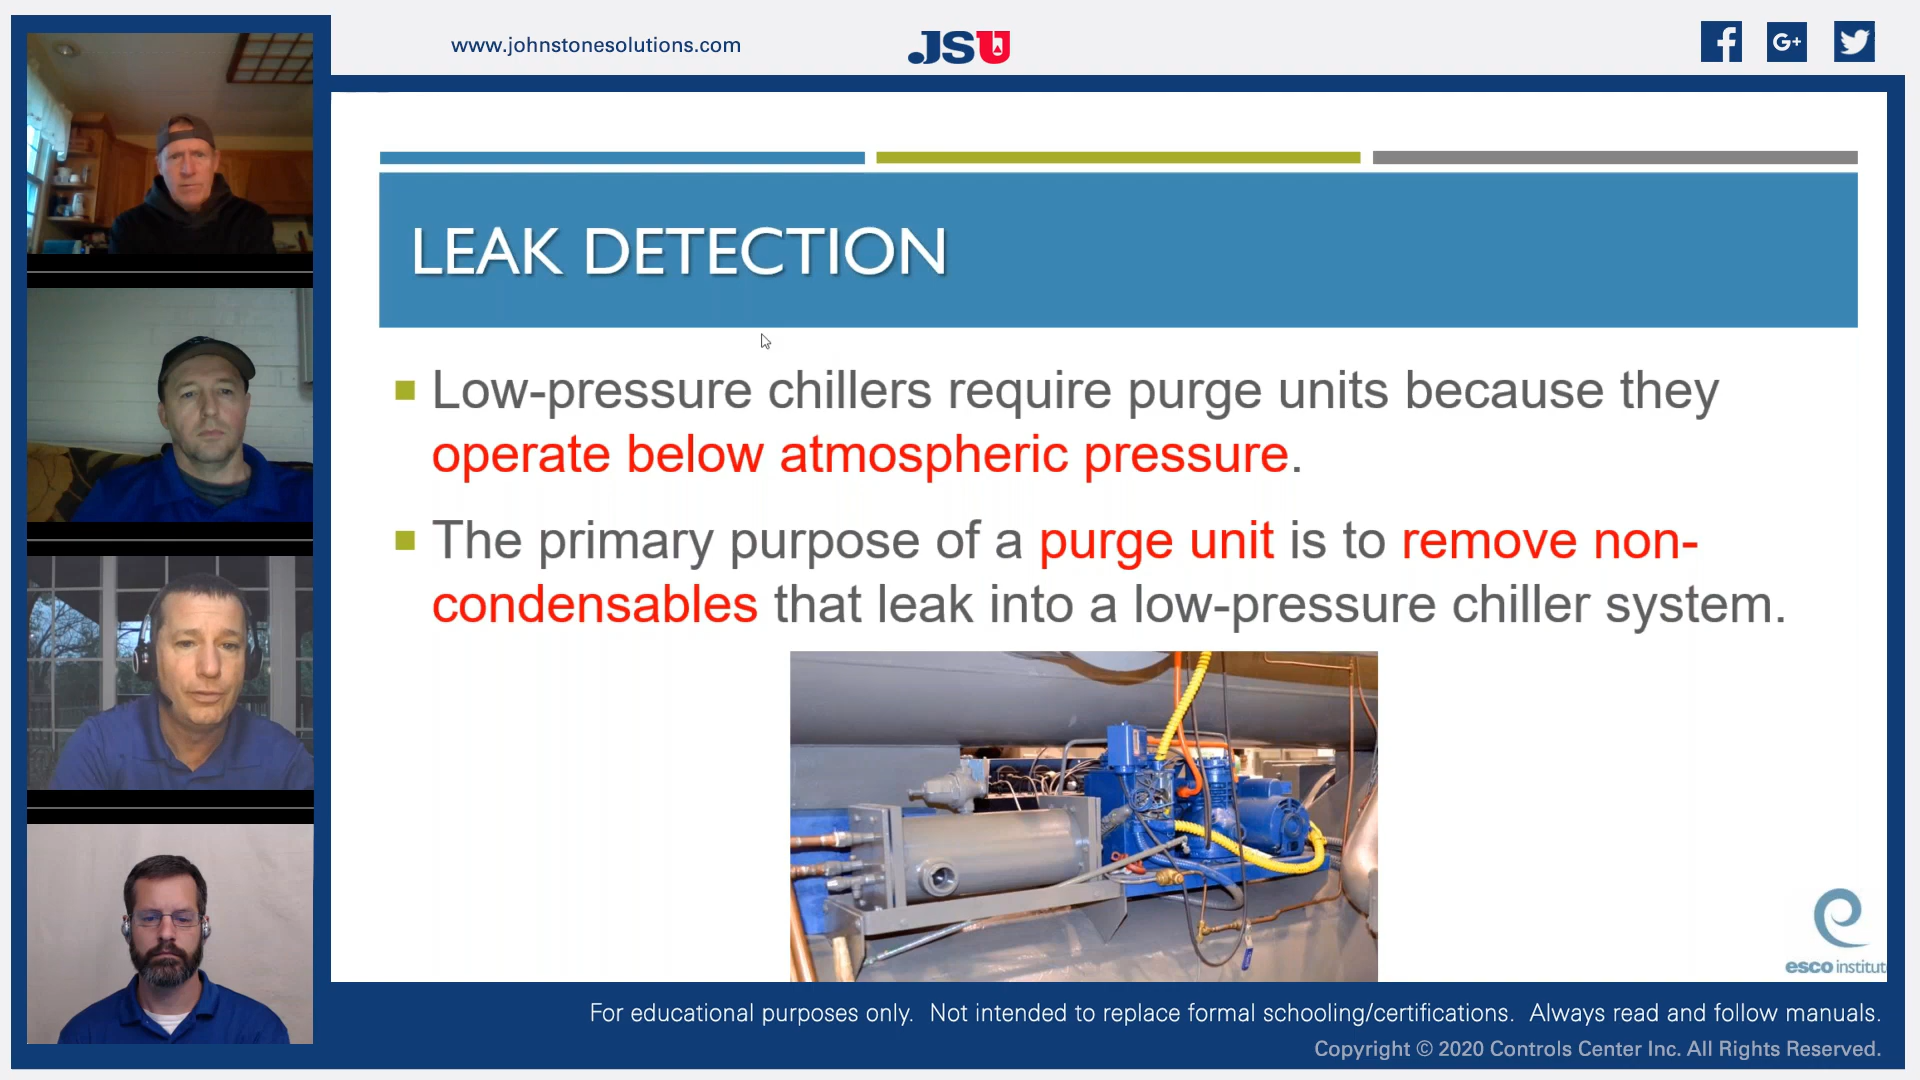 www.johnstonesolutions.com
JSU
G+
LEAK DETECTION
Low-pressure chillers require purge units because they
operate below atmospheric pressure.
The primary purpose of a purge unit is to remove non-
condensables that leak into a low-pressure chiller system.
esco institut
For educational purposes only. Not intended to replace formal schooling/certifications. Always read and follow manuals.
Copyright © 2020 Controls Center Inc. All Rights Reserved.